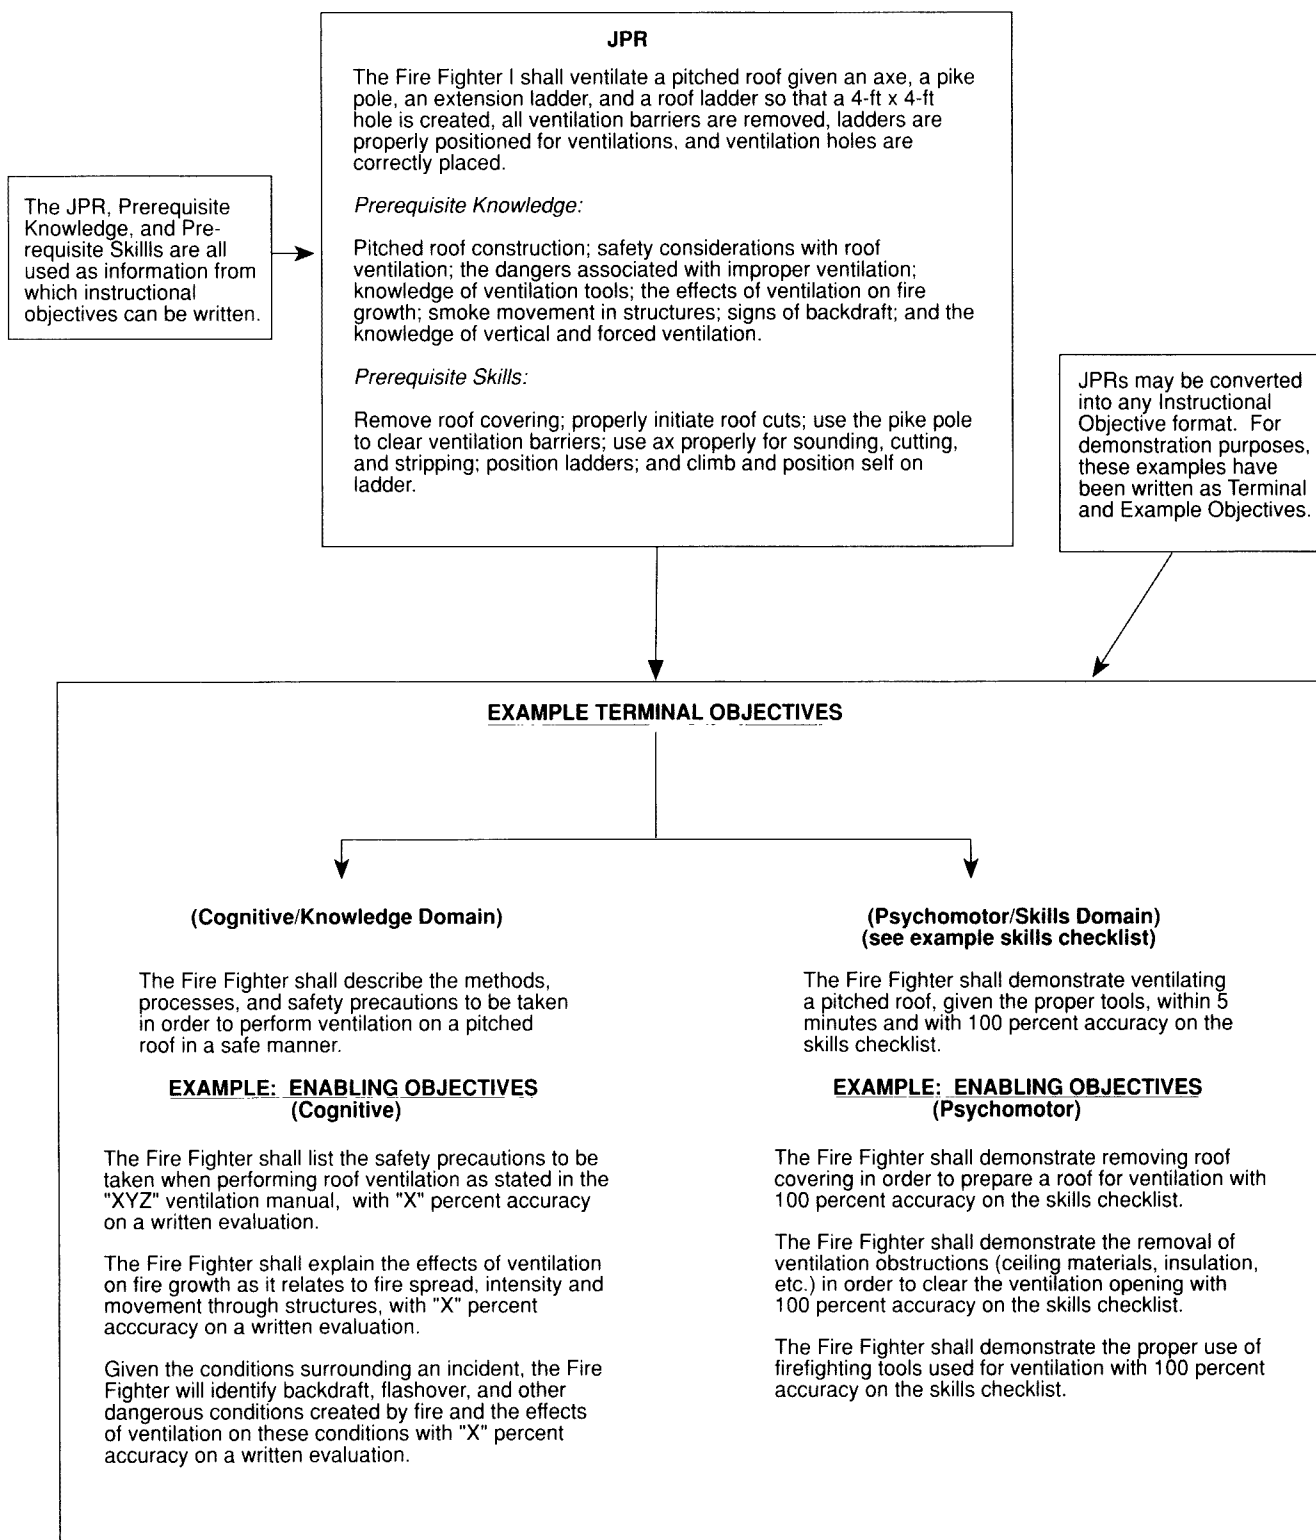 JPR
The Fire Fighter I shall ventilate a pitched roof given an axe, a pike
pole, an extension ladder, and a roof ladder so that a 4-ft x 4-ft
hole is created, all ventilation barriers are removed, ladders are
properly positioned for ventilations, and ventilation holes are
correctly placed.
Prerequisite Knowledge:
Pitched roof construction; safety considerations with roof
ventilation; the dangers associated with improper ventilation;
knowledge of ventilation tools; the effects of ventilation on fire
growth; smoke movement in structures; signs of backdraft; and the
knowledge of vertical and forced ventilation.
Prerequisite Skills:
Remove roof covering; properly initiate roof cuts; use the pike pole
to clear ventilation barriers; use ax properly for sounding, cutting,
and stripping; position ladders; and climb and position self on
ladder.
The JPR, Prerequisite
Knowledge, and Pre-
requisite Skillls are all
used as information from
which instructional
objectives can be written.
JPRs may be converted
into any Instructional
Objective format. For
demonstration purposes,
these examples have
been written as Terminal
and Example Objectives.
EXAMPLE TERMINAL OBJECTIVES
(Cognitive/Knowledge Domain)
The Fire Fighter shall describe the methods,
processes, and safety precautions to be taken
in order to perform ventilation on a pitched
roof in a safe manner.
EXAMPLE: ENABLING OBJECTIVES
(Cognitive)
The Fire Fighter shall list the safety precautions to be
taken when performing roof ventilation as stated in the
"XYZ" ventilation manual, with "X" percent accuracy
on a written evaluation.
The Fire Fighter shall explain the effects of ventilation
on fire growth as it relates to fire spread, intensity and
movement through structures, with "X" percent
acccuracy on a written evaluation.
Given the conditions surrounding an incident, the Fire
Fighter will identify backdraft, flashover, and other
dangerous conditions created by fire and the effects
of ventilation on these conditions with "X" percent
accuracy on a written evaluation.
(Psychomotor/Skills Domain)
(see example skills checklist)
The Fire Fighter shall demonstrate ventilating
a pitched roof, given the proper tools, within 5
minutes and with 100 percent accuracy on the
skills checklist.
EXAMPLE: ENABLING OBJECTIVES
(Psychomotor)
The Fire Fighter shall demonstrate removing roof
covering in order to prepare a roof for ventilation with
100 percent accuracy on the skills checklist.
The Fire Fighter shall demonstrate the removal of
ventilation obstructions (ceiling materials, insulation,
etc.) in order to clear the ventilation opening with
100 percent accuracy on the skills checklist.
The Fire Fighter shall demonstrate the proper use of
firefighting tools used for ventilation with 100 percent
accuracy on the skills checklist.